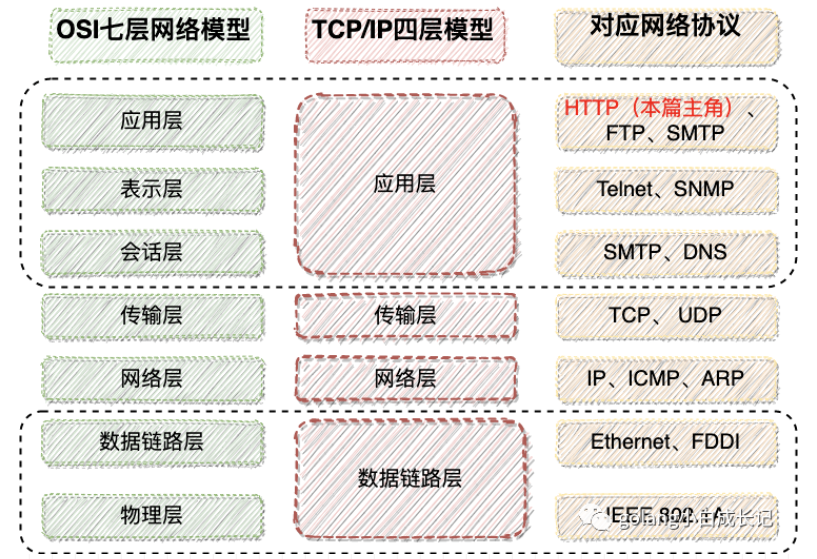 OSI七层网络模型
TCP/IP四层模型
对应网络协议
应用层
应用层
HTTP（本篇主角）、
FTP、SMTP
表示层
Telnet、SNMP
会话层
SMTP、DNS
传输层
传输层
TCP、 UDP
网络层
网络层
IP、ICMP、ARP
数据链路层
数据链路层
Ethernet、FDDI
物理层
IEEE 802
golang小白成长记